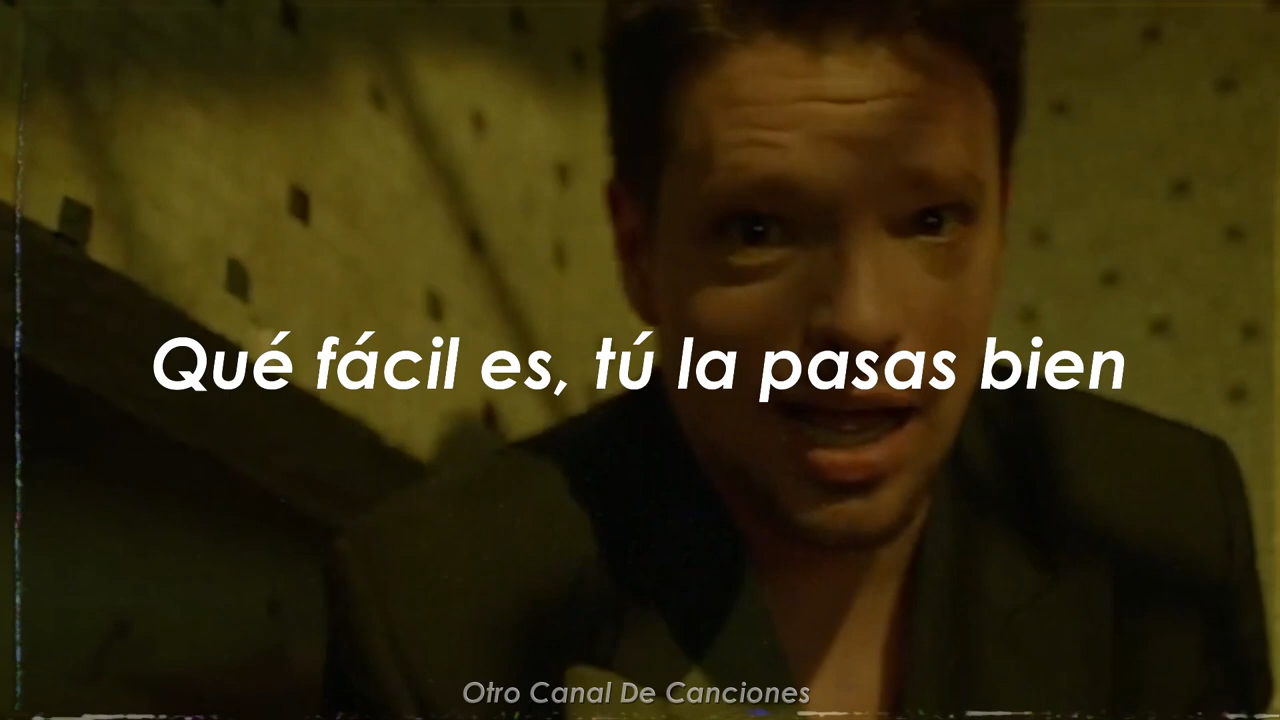 Qué fácil es, tú la pasas bien
Otro Canal De Canciones